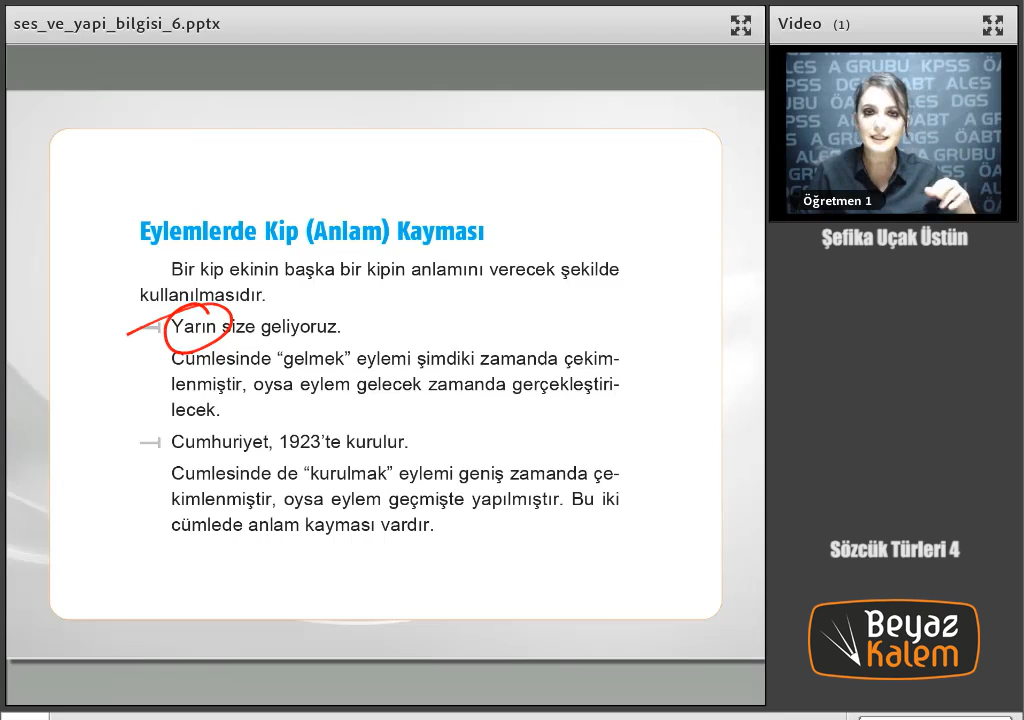 ses_ve_yapi_bilgisi_6.pptx
Video (1)
Öğretmen 1
Şefika Uçak Üstün
Eylemlerde Kip (Anlam) Kayması
Bir kip ekinin başka bir kipin anlamını verecek şekilde
kullanılmasıdır.
Yarın size geliyoruz.
Cümlesinde “gelmek” eylemi şimdiki zamanda çekim-
lenmiştir, oysa eylem gelecek zamanda gerçekleştiri-
lecek.
Cumhuriyet, 1923’te kurulur.
Cumlesinde de “kurulmak” eylemi geniş zamanda çe-
kimlenmiştir, oysa eylem geçmişte yapılmıştır. Bu iki
cümlede anlam kayması vardır.
Sözcük Türleri 4
Beyaz
Kalem